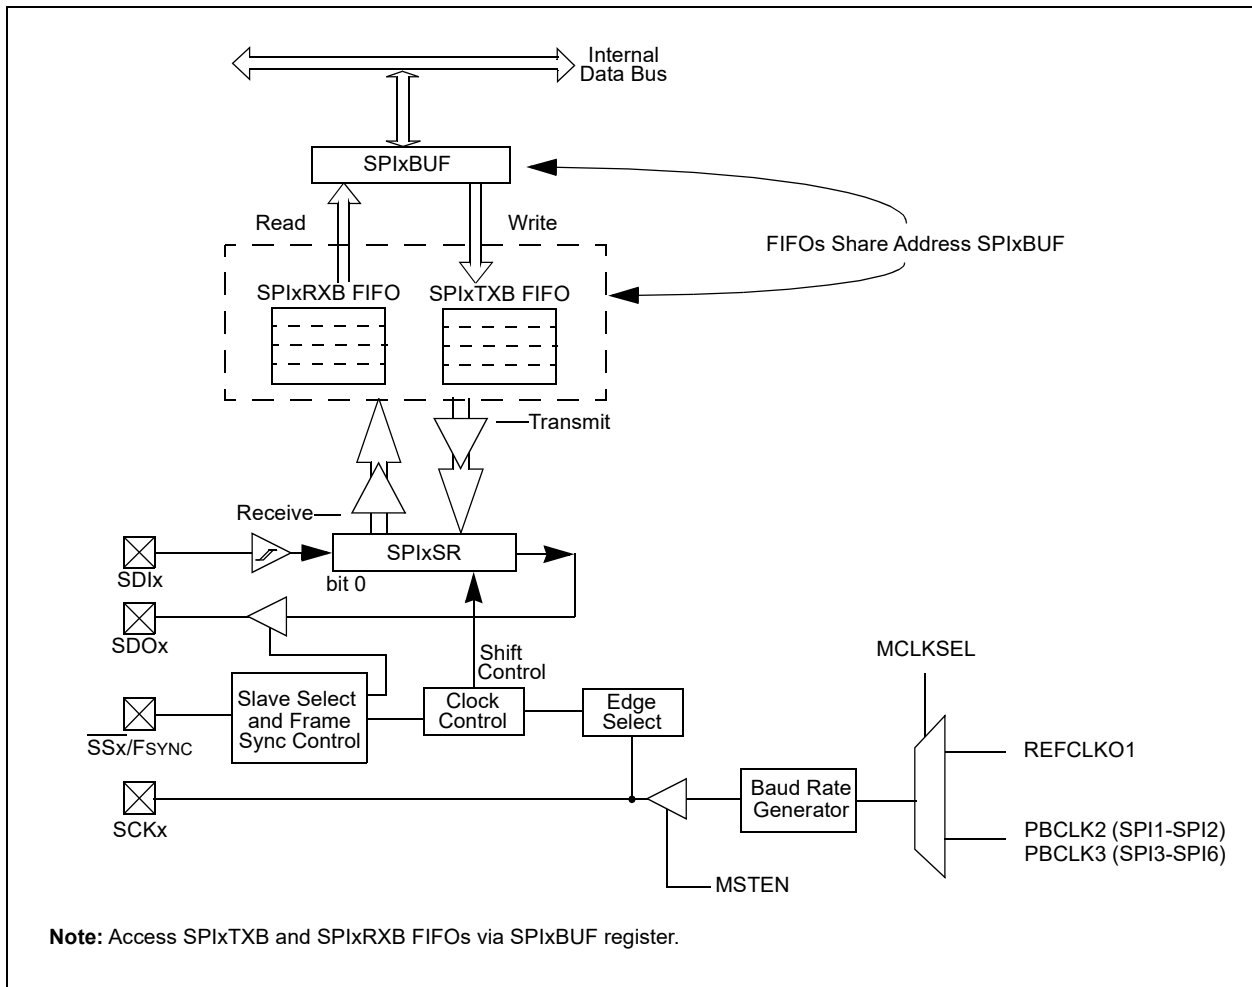 Internal
Data Bus
SPIxBUF
Read
Write
FIFOs Share Address SPIxBUF
SPIxRXB FIFO
SPIxTXB FIFO
Transmit
Receive
SDIx
SPIxSR
bit 0
SDOx
Shift
Control
MCLKSEL
Slave Select
and Frame
Sync Control
Clock
Control
Edge
Select
SSx/FSYNC
REFCLKO1
Baud Rate
Generator
SCKx
PBCLK2 (SPI1-SPI2)
PBCLK3 (SPI3-SPI6)
MSTEN
Note: Access SPIxTXB and SPIxRXB FIFOs via SPIxBUF register.